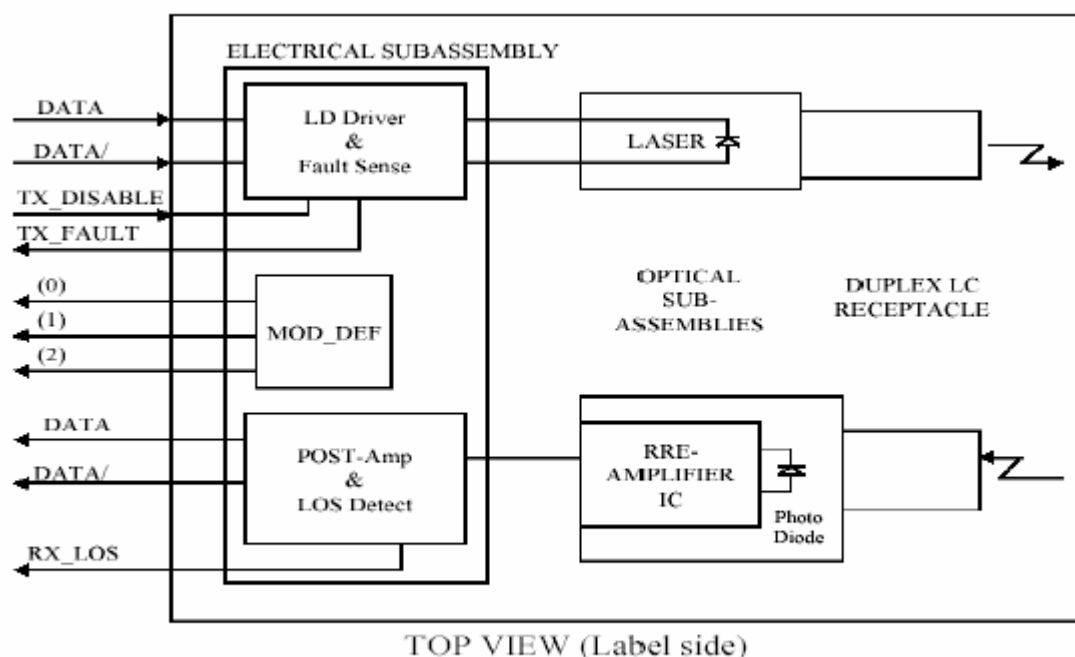 ELECTRICAL SUBASSEMBLY
DATA
DATA/
TX_DISABLE
TX_FAULT
LD Driver
&
Fault Sense
LASER
(0)
(1)
(2)
MOD_DEF
OPTICAL
SUB-
ASSEMBLIES
DUPLEX LC
RECEPTACLE
DATA
DATA/
RX_LOS
POST-Amp
&
LOS Detect
RRE-
AMPLIFIER
IC
Photo
Diode
TOP VIEW (Label side)